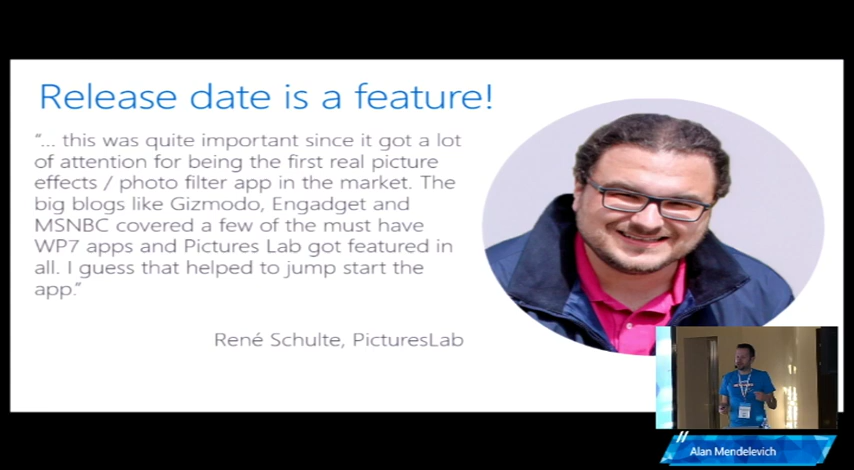 Release date is a feature!
“... this was quite important since it got a lot
of attention for being the first real picture
effects / photo filter app in the market. The
big blogs like Gizmodo, Engadget and
MSNBC covered a few of the must have
WP7 apps and Pictures Lab got featured in
all. I guess that helped to jump start the
app.”
René Schulte, PicturesLab
Alan Mendelevich